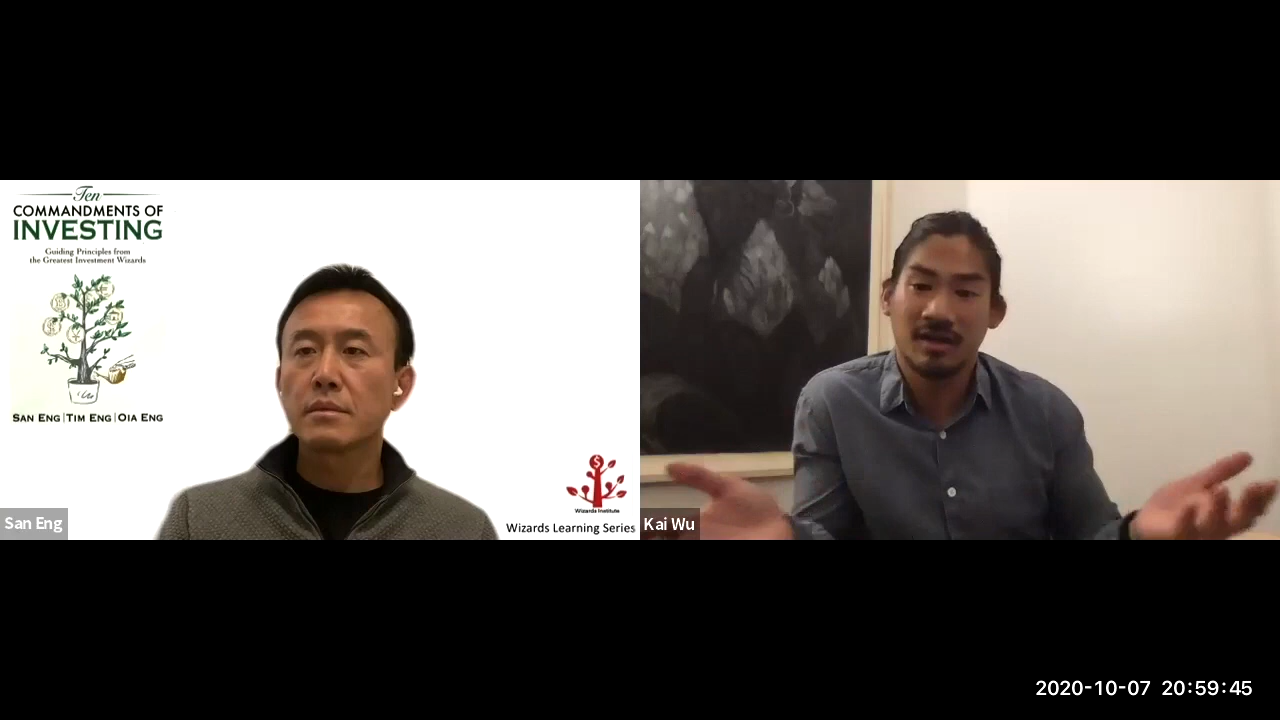 Ten
COMMANDMENTS OF
INVESTING
Guiding Principles from
the Greatest Investment Wizards
SAN ENG | TIM ENG | OIA ENG
San Eng
Wizards Institute
Wizards Learning Series
Kai Wu
2020-10-07 20:59:45